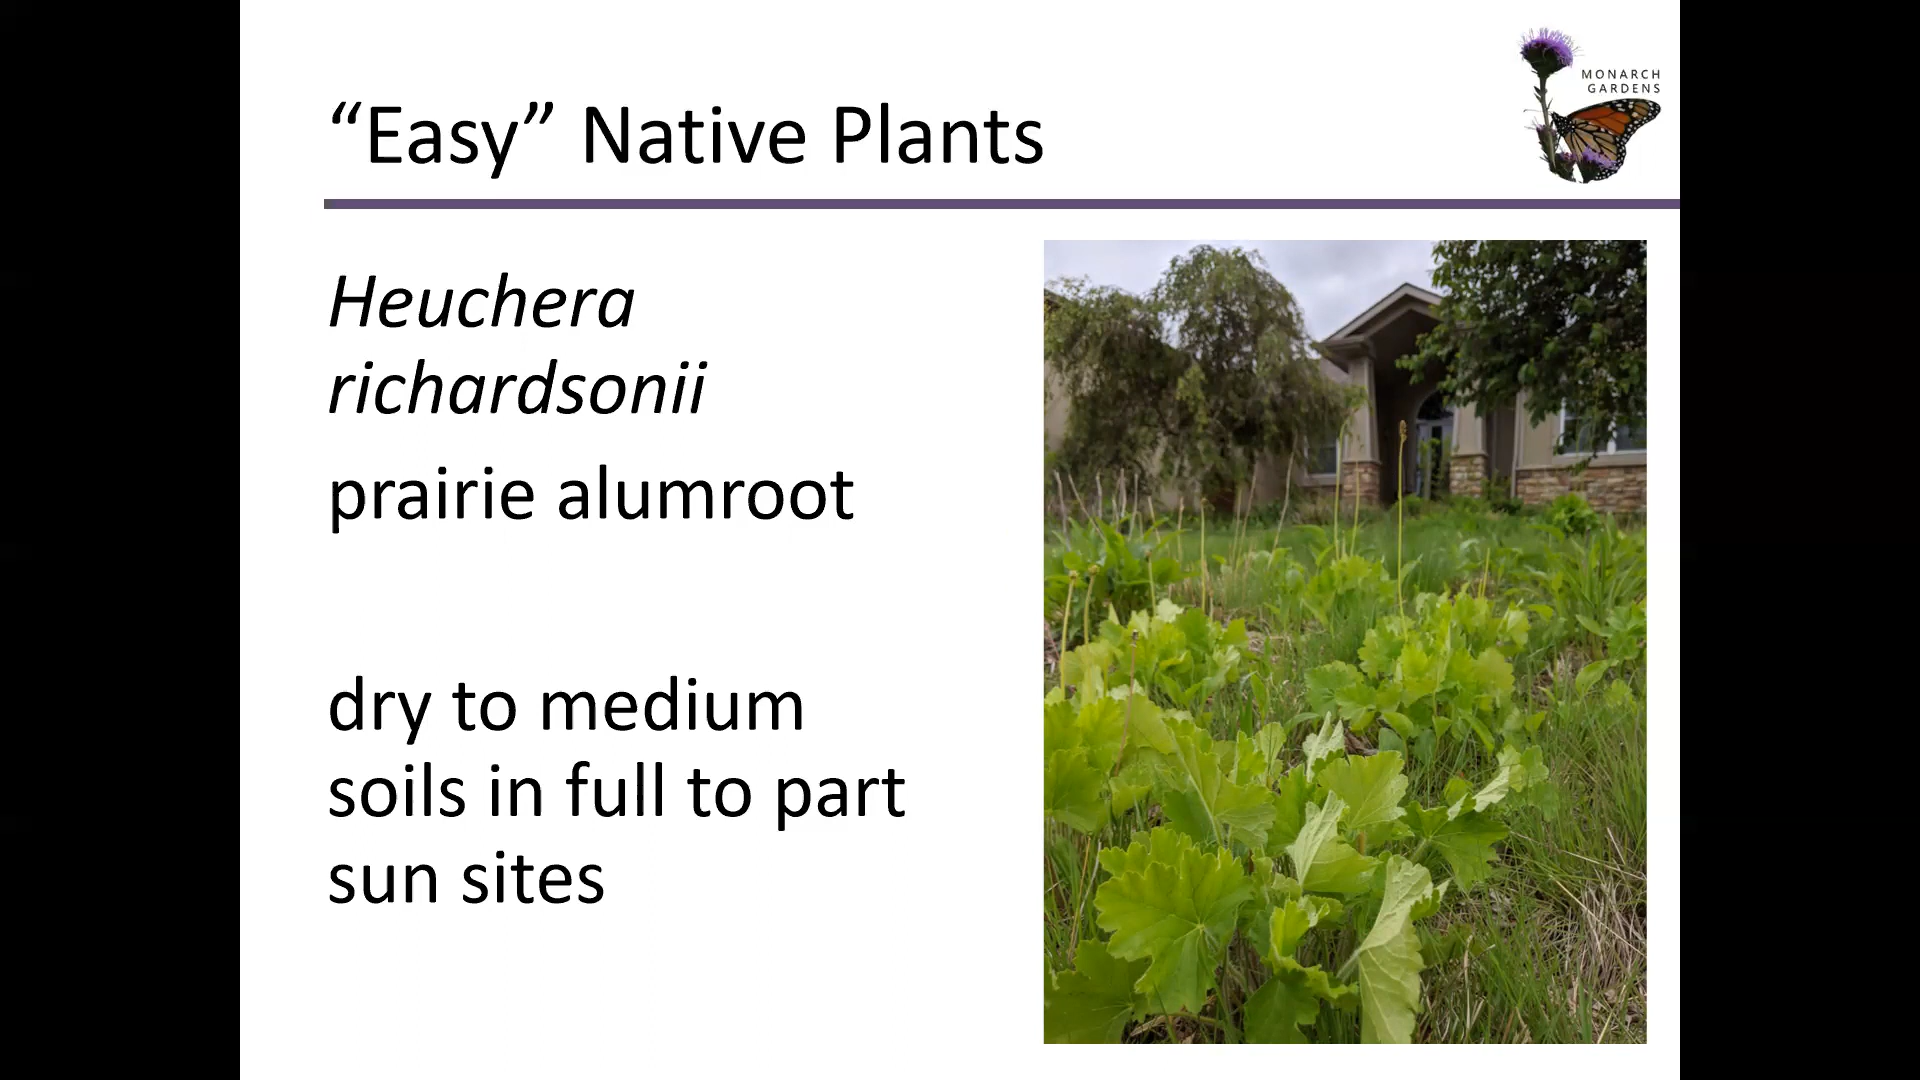 “Easy” Native Plants
MONARCH
GARDENS
Heuchera
richardsonii
prairie alumroot
dry to medium
soils in full to part
sun sites